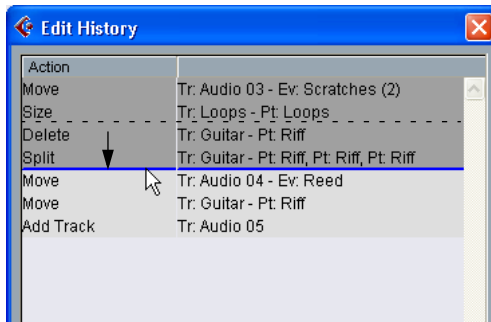 Edit History
Action
Move Tr: Audio 03 - Ev: Scratches (2)
Size Tr: Loops - Pt: Loops
Delete Tr: Guitar - Pt: Riff
Split Tr: Guitar - Pt: Riff, Pt: Riff, Pt: Riff
Move Tr: Audio 04 - Ev: Reed
Move Tr: Guitar - Pt: Riff
Add Track Tr: Audio 05